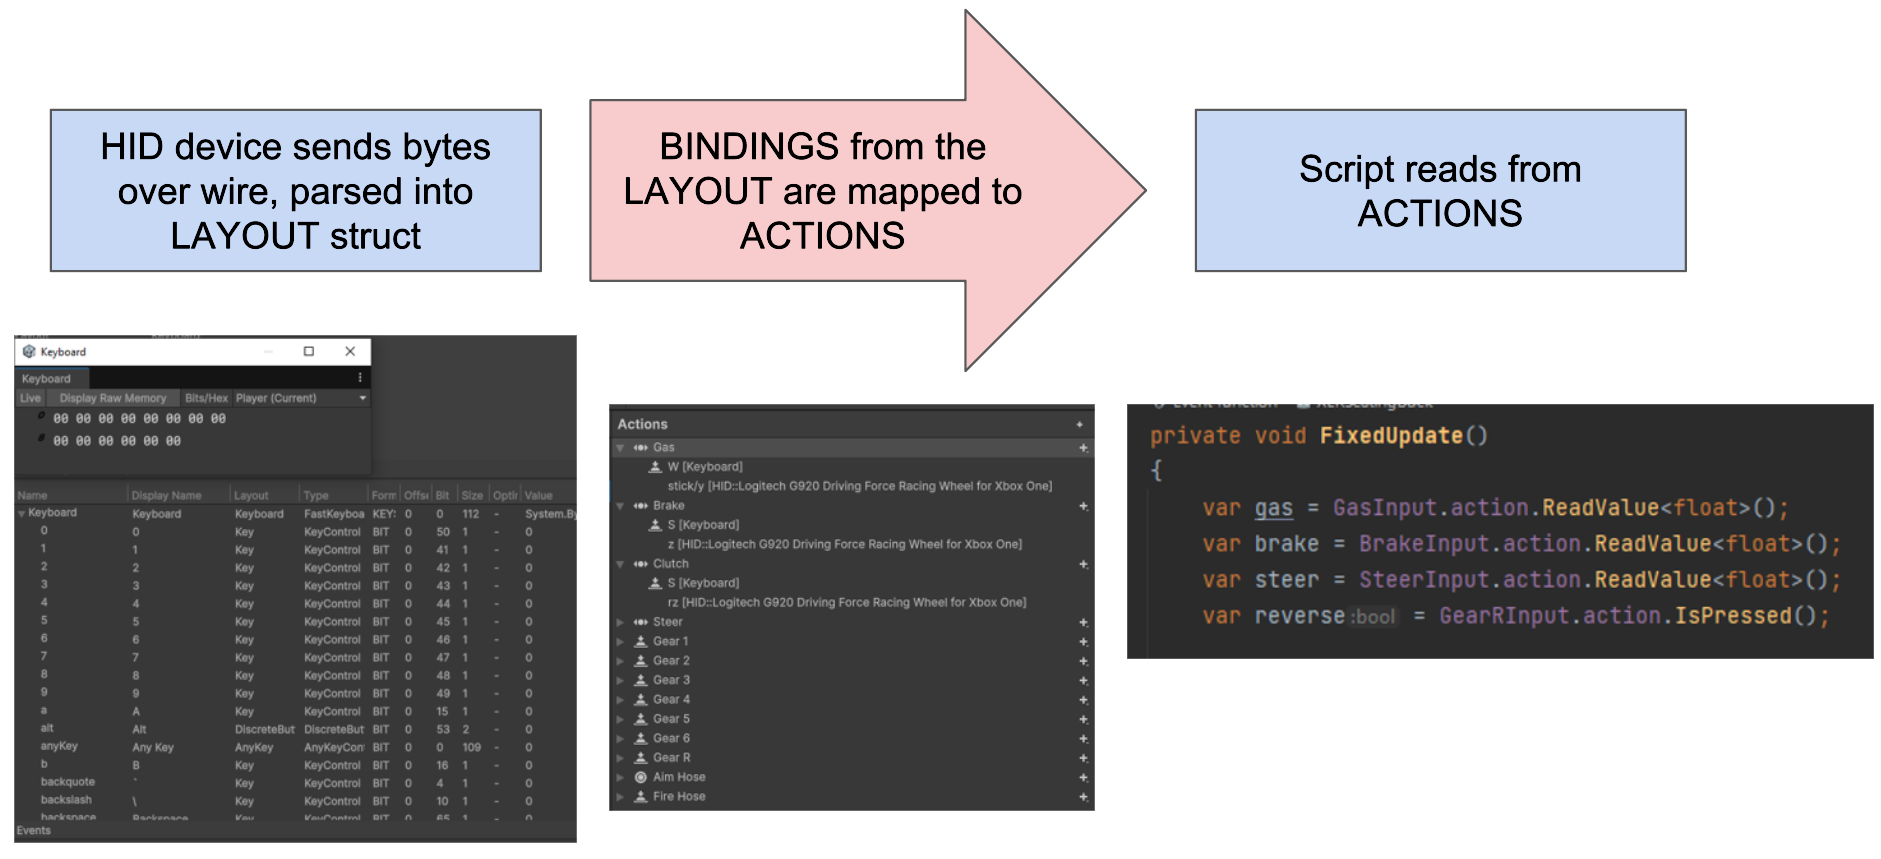 HID device sends bytes
over wire, parsed into
LAYOUT struct
BINDINGS from the
LAYOUT are mapped to
ACTIONS
Script reads from
ACTIONS
Keyboard
Keyboard
Live Display Raw Memory Bits/Hex Player (Current)
00 00 00 00 00 00 00 00
00 00 00 00 00 00
Name Display Name Layout Type Form Offse Bit Size Optir Value
Keyboard Keyboard Keyboard FastKeyboa KEY: 0 0 112 - System.By
0 0 Key KeyControl BIT 0 50 1 - 0
1 1 Key KeyControl BIT 0 41 1 - 0
2 2 Key KeyControl BIT 0 42 1 - 0
3 3 Key KeyControl BIT 0 43 1 - 0
4 4 Key KeyControl BIT 0 44 1 - 0
5 5 Key KeyControl BIT 0 45 1 - 0
6 6 Key KeyControl BIT 0 46 1 - 0
7 7 Key KeyControl BIT 0 47 1 - 0
8 8 Key KeyControl BIT 0 48 1 - 0
9 9 Key KeyControl BIT 0 49 1 - 0
a A Key KeyControl BIT 0 15 1 - 0
alt Alt DiscreteBut DiscreteBut BIT 0 53 2 - 0
anyKey Any Key AnyKey AnyKeyCon BIT 0 0 109 - 0
b B Key KeyControl BIT 0 16 1 - 0
backquote ` Key KeyControl BIT 0 4 1 - 0
backslash \ Key KeyControl BIT 0 10 1 - 0
backspace Backspace Key KeyControl BIT 0 65 1 - 0
Events
Actions
Gas
W [Keyboard]
stick/y [HID::Logitech G920 Driving Force Racing Wheel for Xbox One]
Brake
S [Keyboard]
z [HID::Logitech G920 Driving Force Racing Wheel for Xbox One]
Clutch
S [Keyboard]
rz [HID::Logitech G920 Driving Force Racing Wheel for Xbox One]
Steer
Gear 1
Gear 2
Gear 3
Gear 4
Gear 5
Gear 6
Gear R
Aim Hose
Fire Hose
Event function
private void FixedUpdate()
{
var gas = GasInput.action.ReadValue<float>();
var brake = BrakeInput.action.ReadValue<float>();
var steer = SteerInput.action.ReadValue<float>();
var reverse :bool = GearRInput.action.IsPressed();